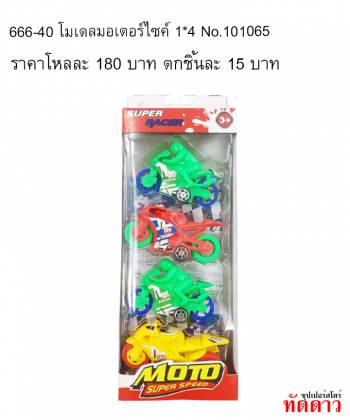 666-40 โมเดลมอเตอร์ไซค์ 1*4 No.101065
ราคาโหลละ 180 บาท ตกชิ้นละ 15 บาท
SUPER
RACER
3+
MOTO
SUPER SPEED
ซุปเปอร์สโตร์
ทัดดาว